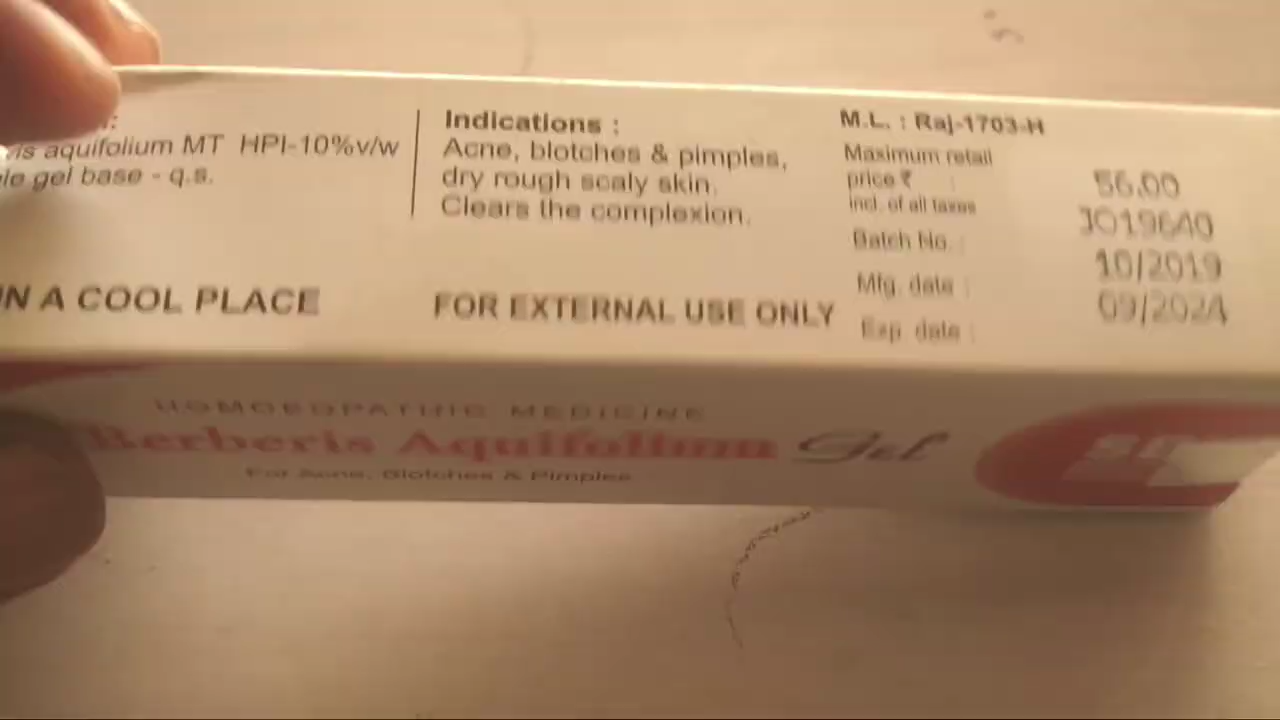 aquifolium MT HPI-10%v/w
gel base - q.s.
Indications :
Acne, blotches & pimples,
dry rough scaly skin.
Clears the complexion.
IN A COOL PLACE
FOR EXTERNAL USE ONLY
M.L. : Raj-1703-H
Maximum retail
price ₹ : 56.00
incl. of all taxes
Batch No. : JO19640
Mfg. date : 10/2019
Exp. date : 09/2024
HOMOEOPATHIC MEDICINE
Berberis Aquifolium Gel
For Acne, Blotches & Pimples